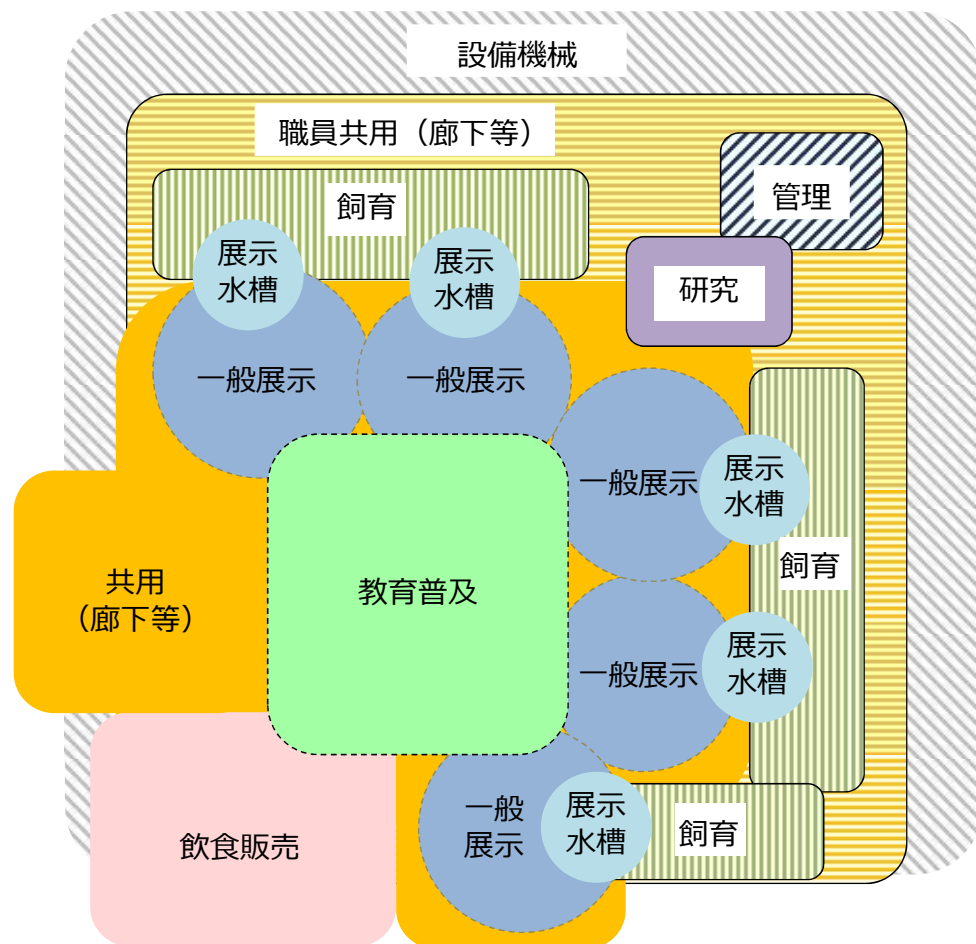 設備機械
職員共用（廊下等）
管理
飼育
展示
水槽
展示
水槽
研究
一般展示
一般展示
一般展示
展示
水槽
飼育
共用
（廊下等）
教育普及
一般展示
展示
水槽
一般
展示
展示
水槽
飼育
飲食販売